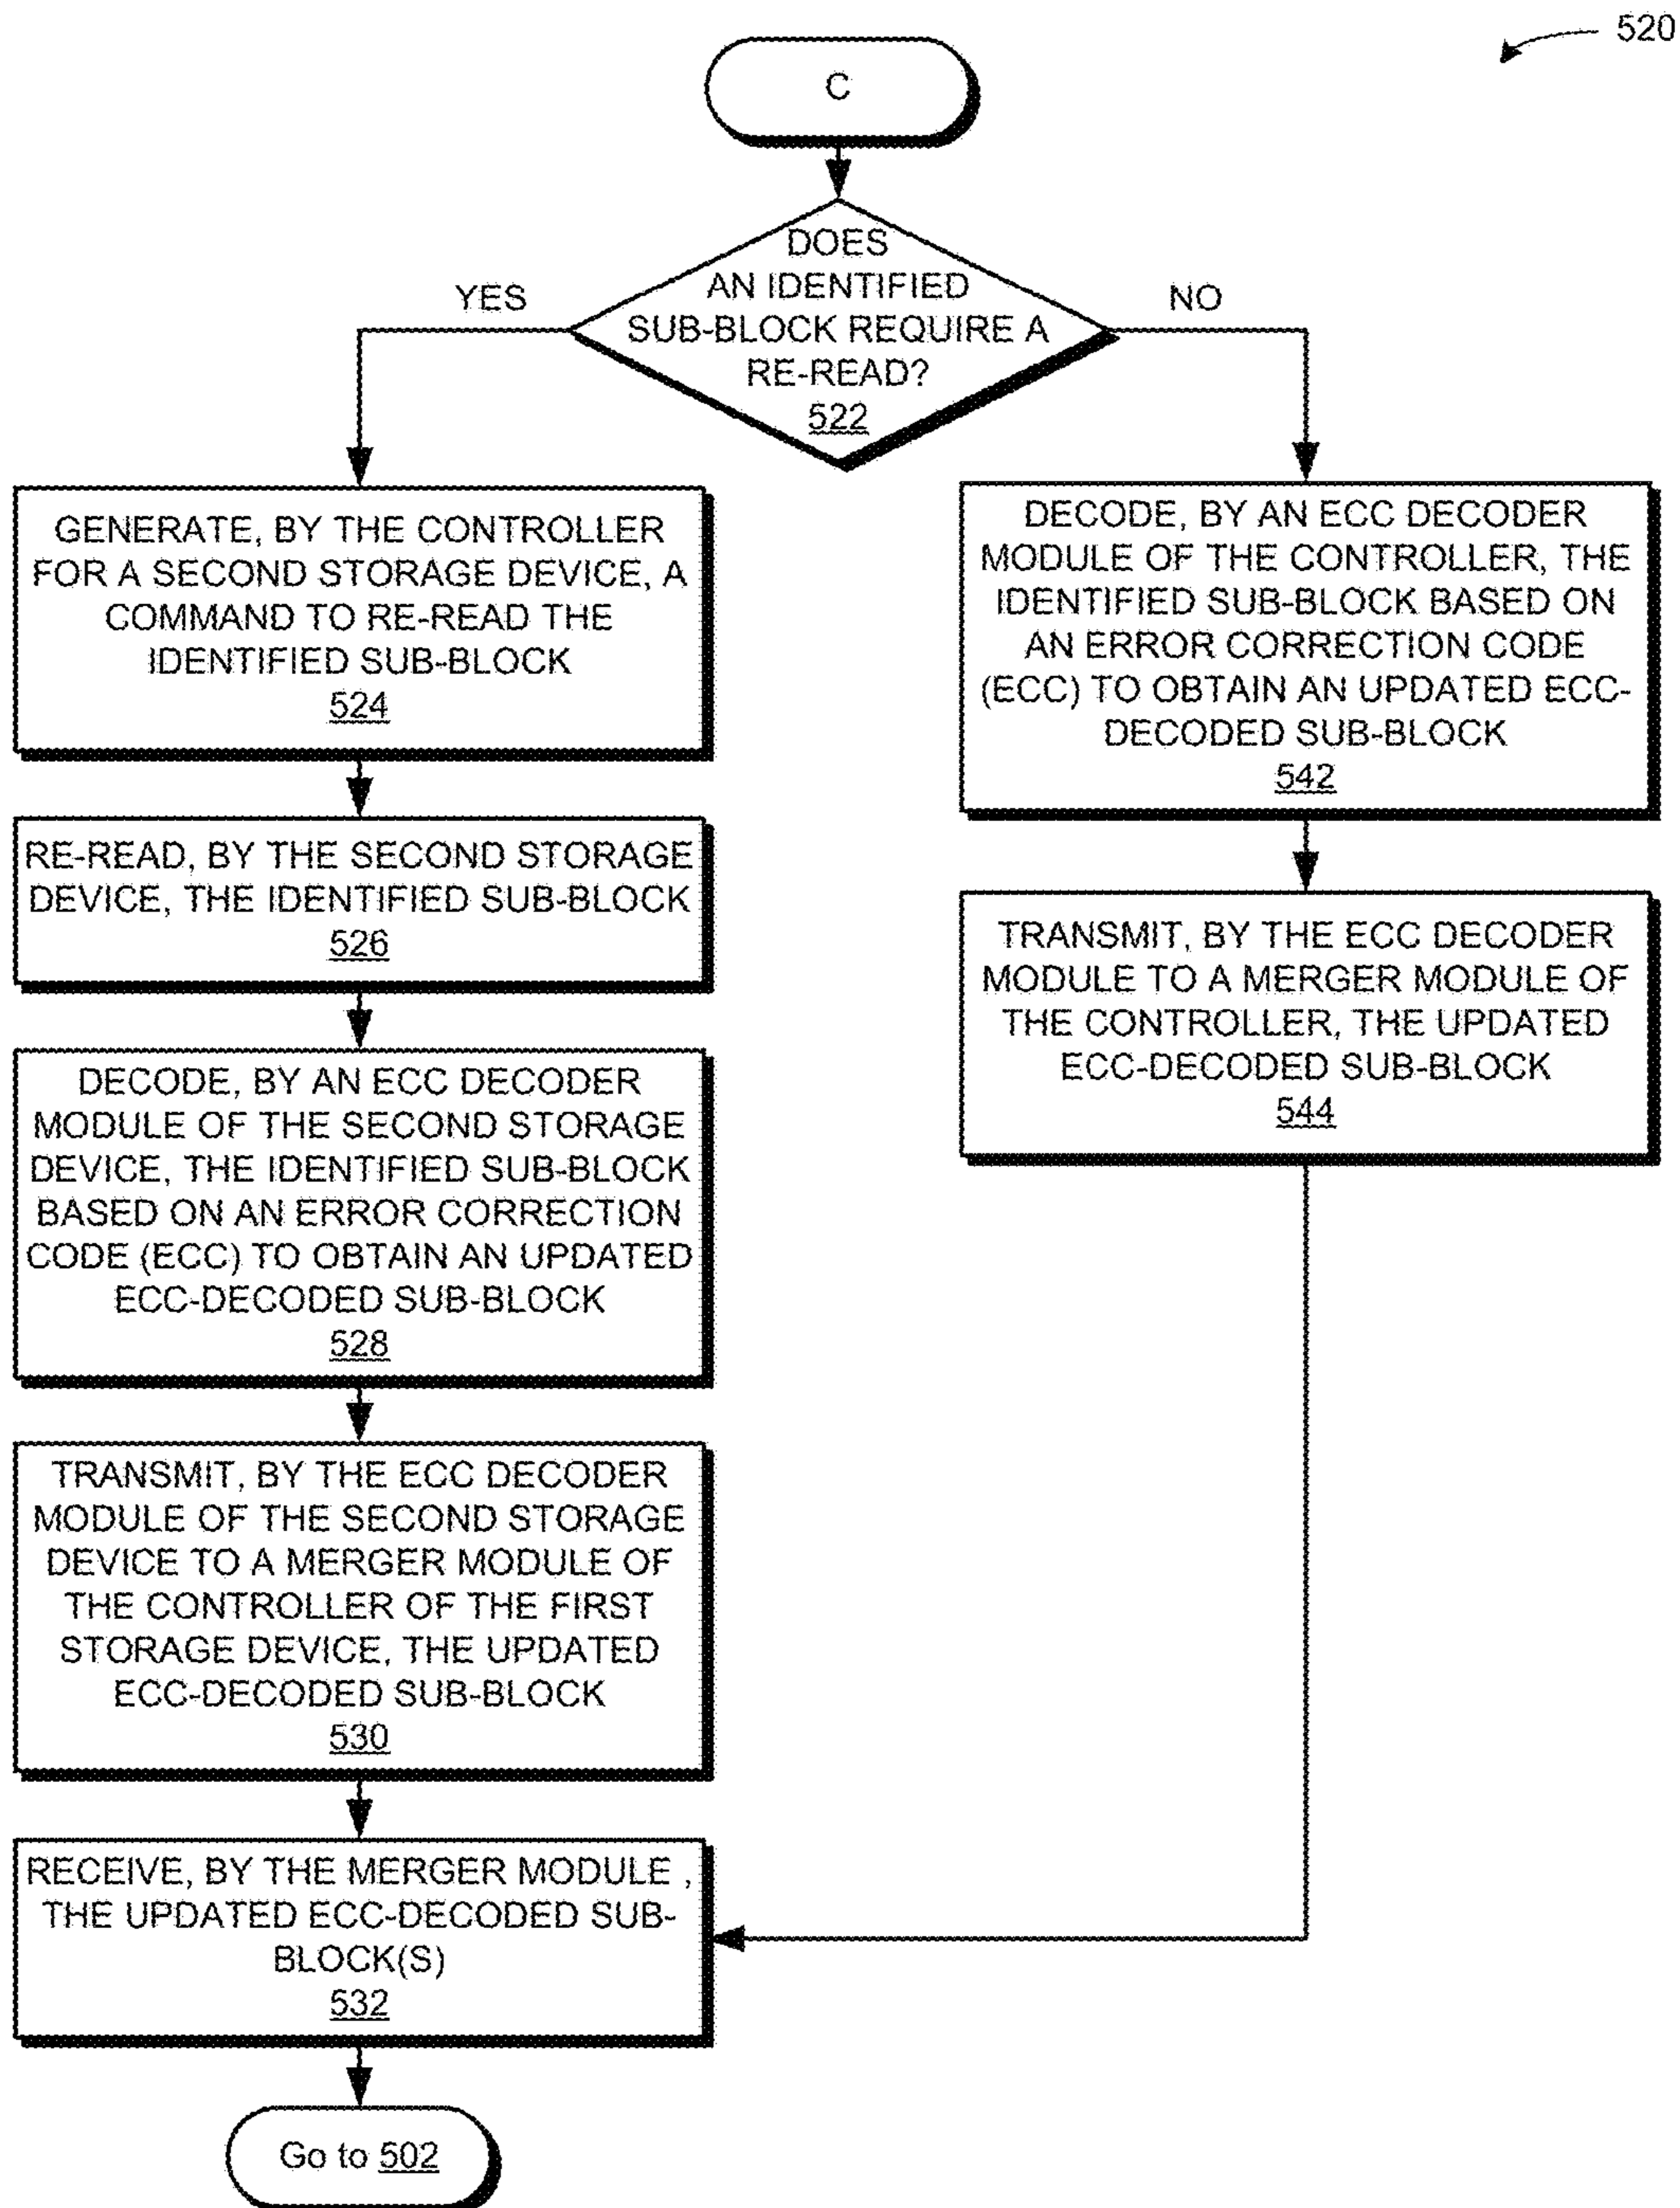 520
C
DOES
AN IDENTIFIED
SUB-BLOCK REQUIRE A
RE-READ?
522
YES
NO
GENERATE, BY THE CONTROLLER
FOR A SECOND STORAGE DEVICE, A
COMMAND TO RE-READ THE
IDENTIFIED SUB-BLOCK
524
RE-READ, BY THE SECOND STORAGE
DEVICE, THE IDENTIFIED SUB-BLOCK
526
DECODE, BY AN ECC DECODER
MODULE OF THE SECOND STORAGE
DEVICE, THE IDENTIFIED SUB-BLOCK
BASED ON AN ERROR CORRECTION
CODE (ECC) TO OBTAIN AN UPDATED
ECC-DECODED SUB-BLOCK
528
TRANSMIT, BY THE ECC DECODER
MODULE OF THE SECOND STORAGE
DEVICE TO A MERGER MODULE OF
THE CONTROLLER OF THE FIRST
STORAGE DEVICE, THE UPDATED
ECC-DECODED SUB-BLOCK
530
RECEIVE, BY THE MERGER MODULE ,
THE UPDATED ECC-DECODED SUB-
BLOCK(S)
532
Go to 502
DECODE, BY AN ECC DECODER
MODULE OF THE CONTROLLER, THE
IDENTIFIED SUB-BLOCK BASED ON
AN ERROR CORRECTION CODE
(ECC) TO OBTAIN AN UPDATED ECC-
DECODED SUB-BLOCK
542
TRANSMIT, BY THE ECC DECODER
MODULE TO A MERGER MODULE OF
THE CONTROLLER, THE UPDATED
ECC-DECODED SUB-BLOCK
544